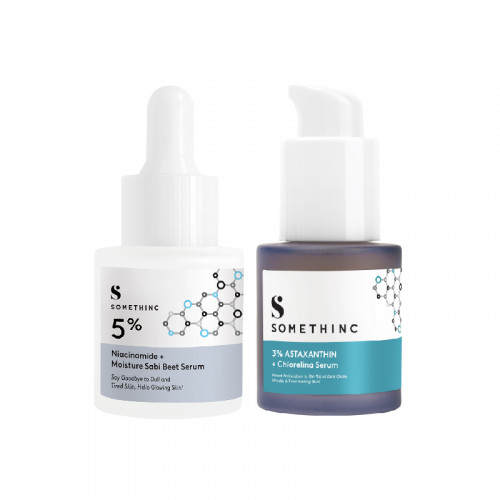 S
SOMETHINC
5%
Niacinamide +
Moisture Sabi Beet Serum
Say Goodbye to Dull and
Tired Skin, Hello Glowing Skin!
S
SOMETHINC
3% ASTAXANTHIN
+ Chlorelina Serum